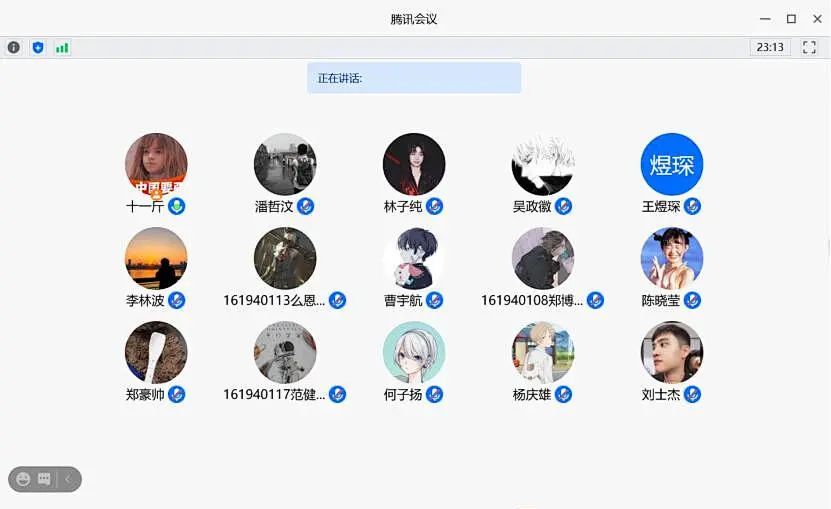 腾讯会议
23:13
正在讲话:
煜琛
十一斤
潘哲汶
林子纯
吴政徽
王煜琛
李林波
161940113么恩...
曹宇航
161940108郑博...
陈晓莹
郑豪帅
161940117范健...
何子扬
杨庆雄
刘士杰